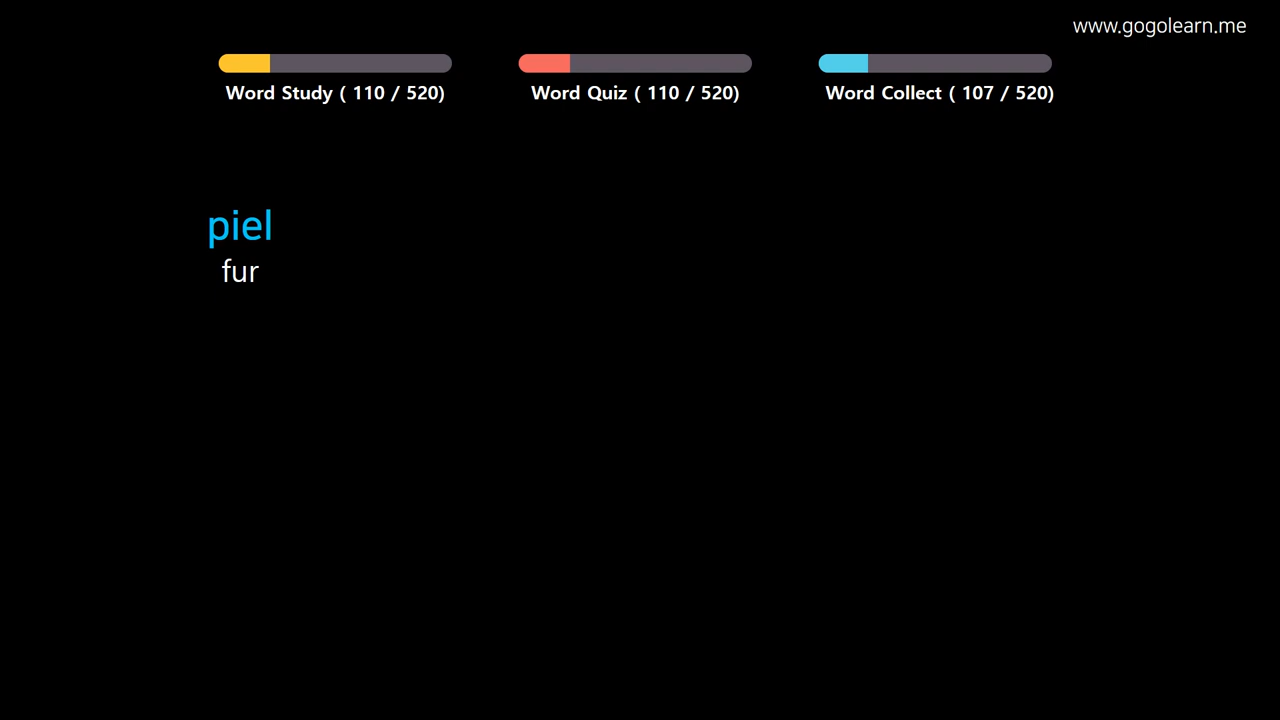 www.gogolearn.me
Word Study ( 110 / 520)
Word Quiz ( 110 / 520)
Word Collect ( 107 / 520)
piel
fur